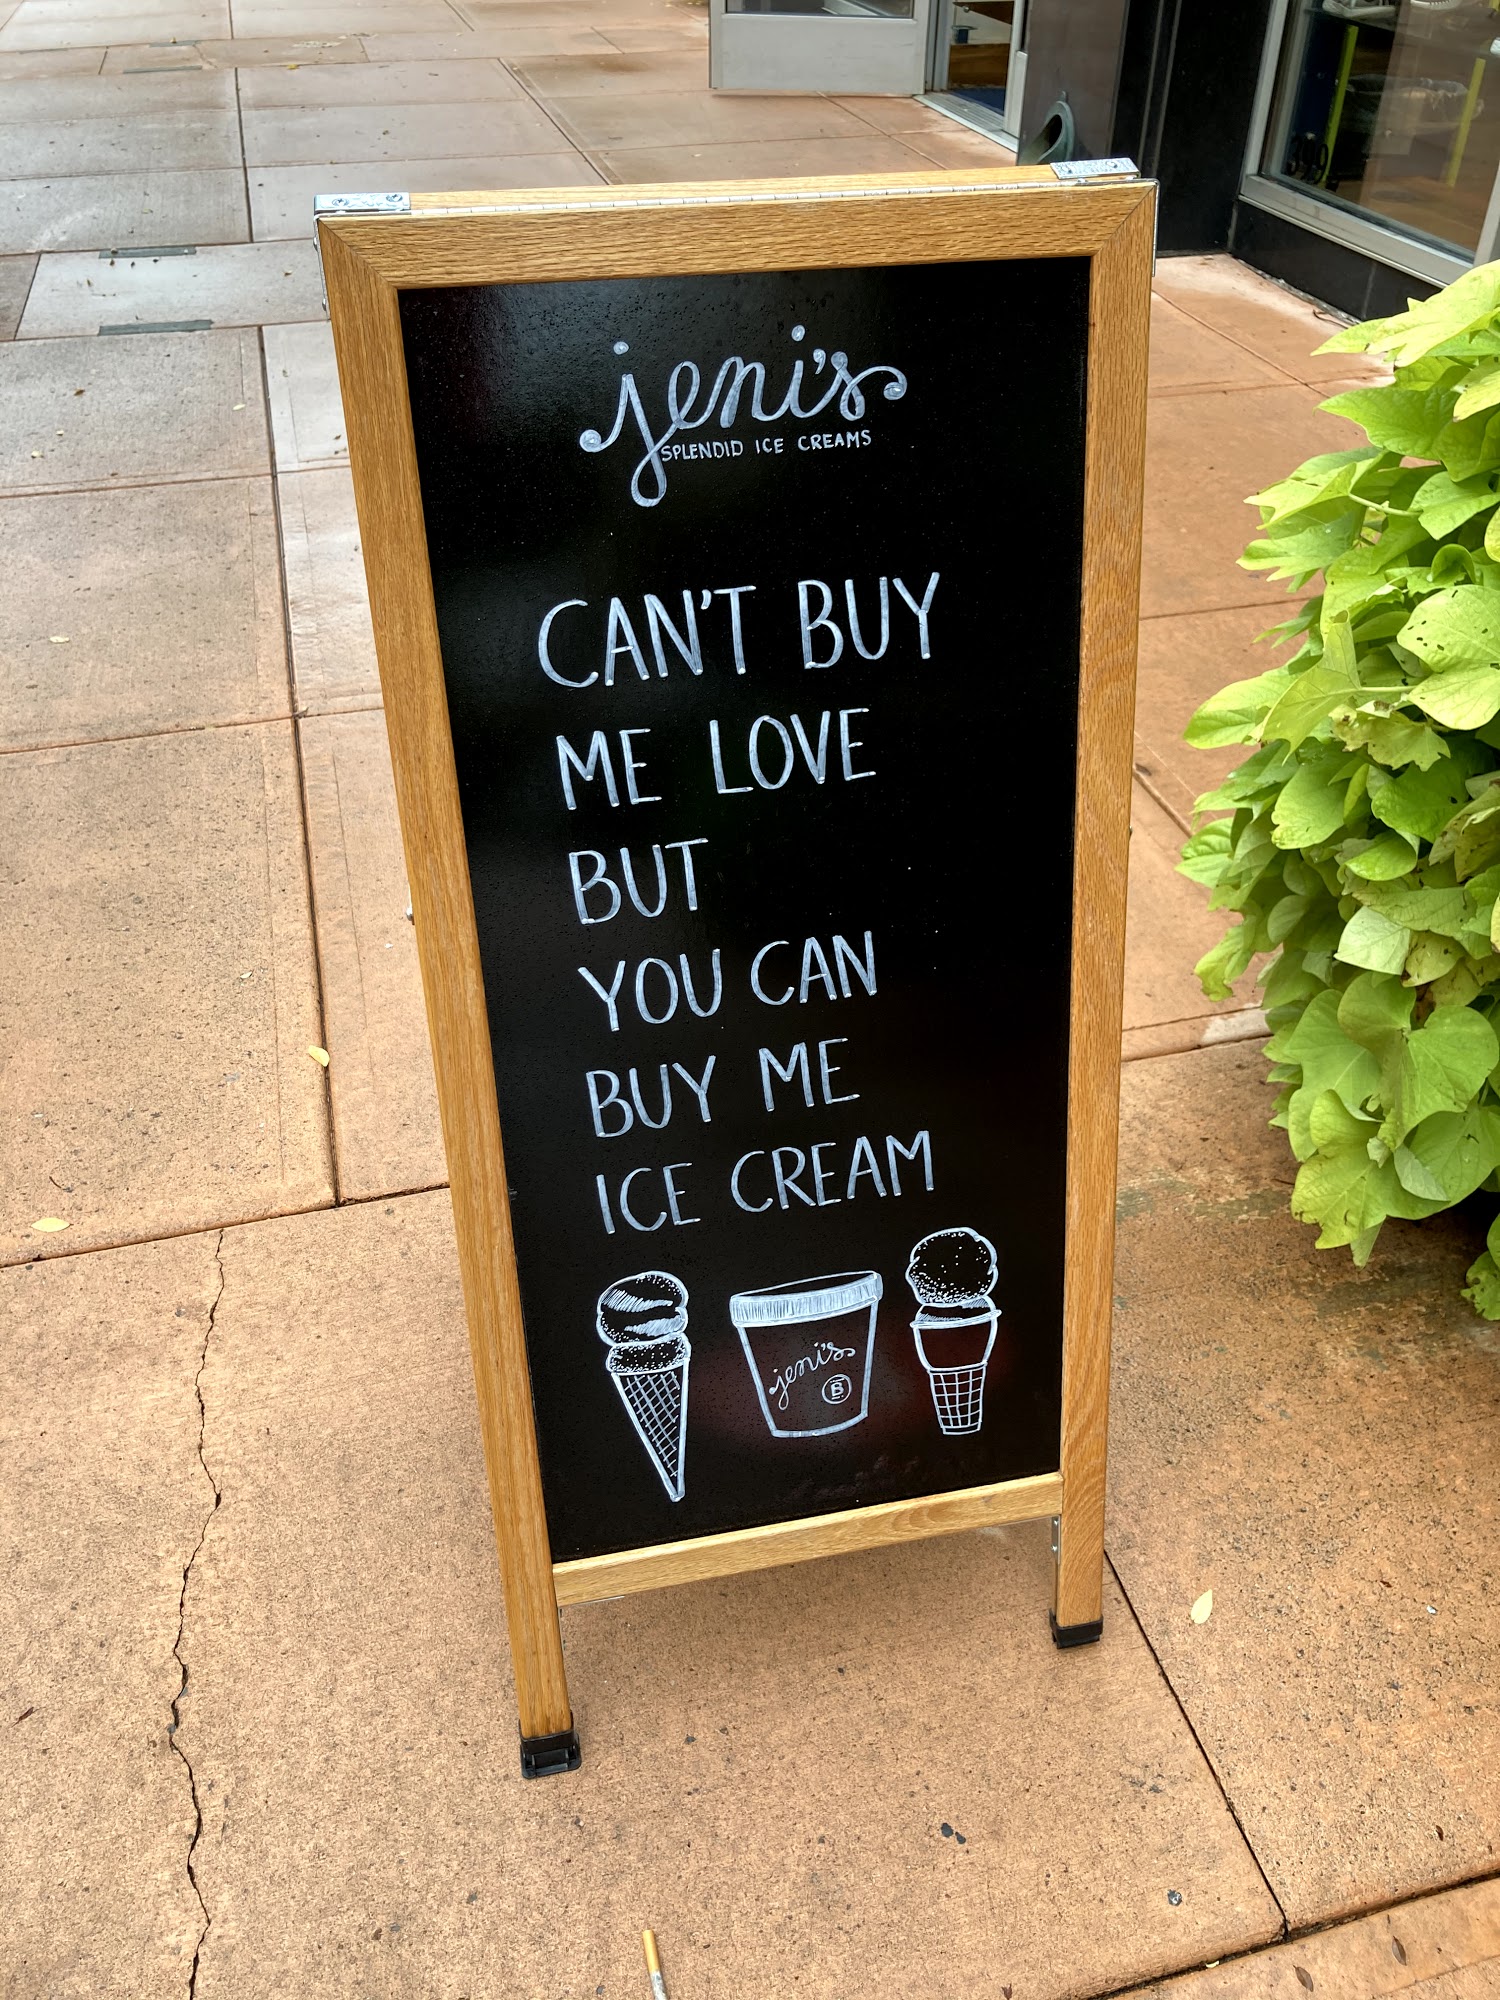 jeni's
SPLENDID ICE CREAMS
CAN'T BUY
ME LOVE
BUT
YOU CAN
BUY ME
ICE CREAM
jeni's
B